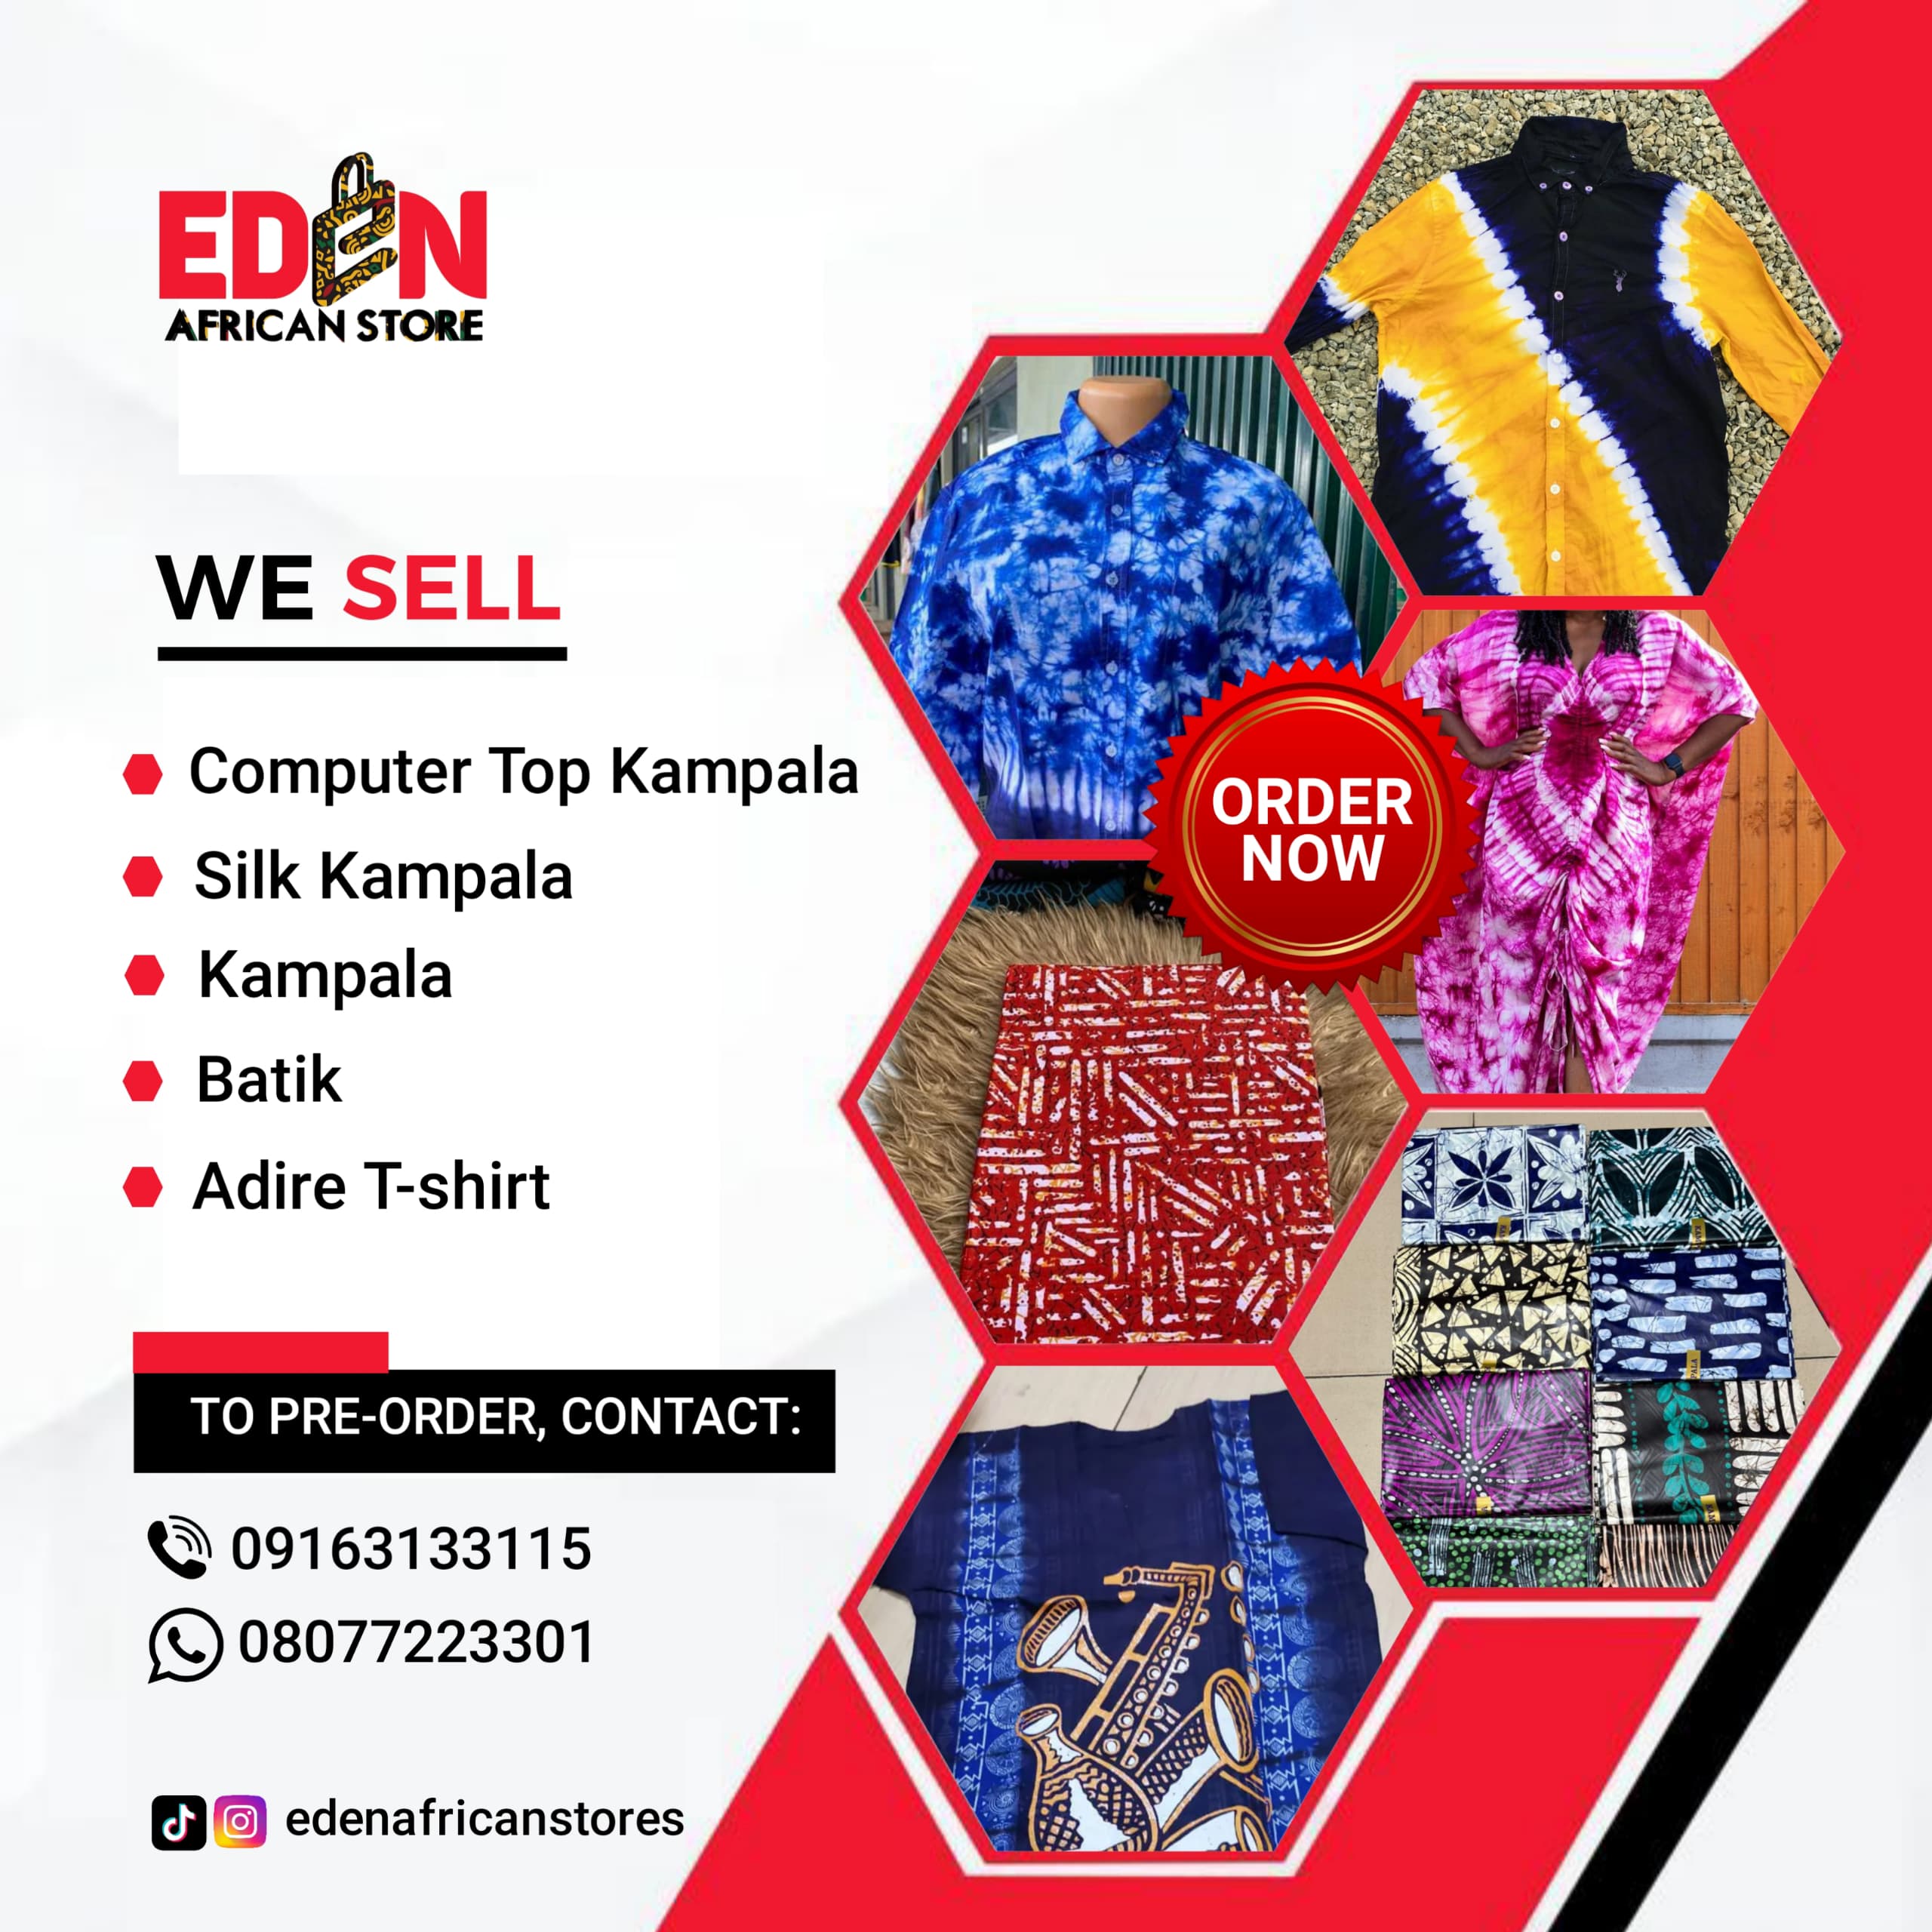 EDEN
AFRICAN STORE
WE SELL
Computer Top Kampala
Silk Kampala
Kampala
Batik
Adire T-shirt
ORDER
NOW
TO PRE-ORDER, CONTACT:
09163133115
08077223301
edenafricanstores